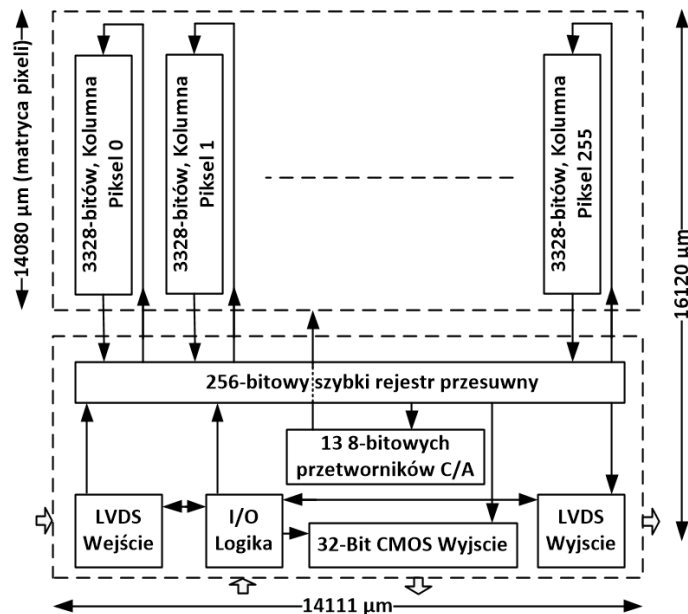 14080 µm (matryca pixeli)
3328-bitów, Kolumna
Piksel 0
3328-bitów, Kolumna
Piksel 1
3328-bitów, Kolumna
Piksel 255
16120 µm
256-bitowy szybki rejestr przesuwny
13 8-bitowych
przetworników C/A
LVDS
Wejście
I/O
Logika
32-Bit CMOS Wyjscie
LVDS
Wyjscie
14111 µm